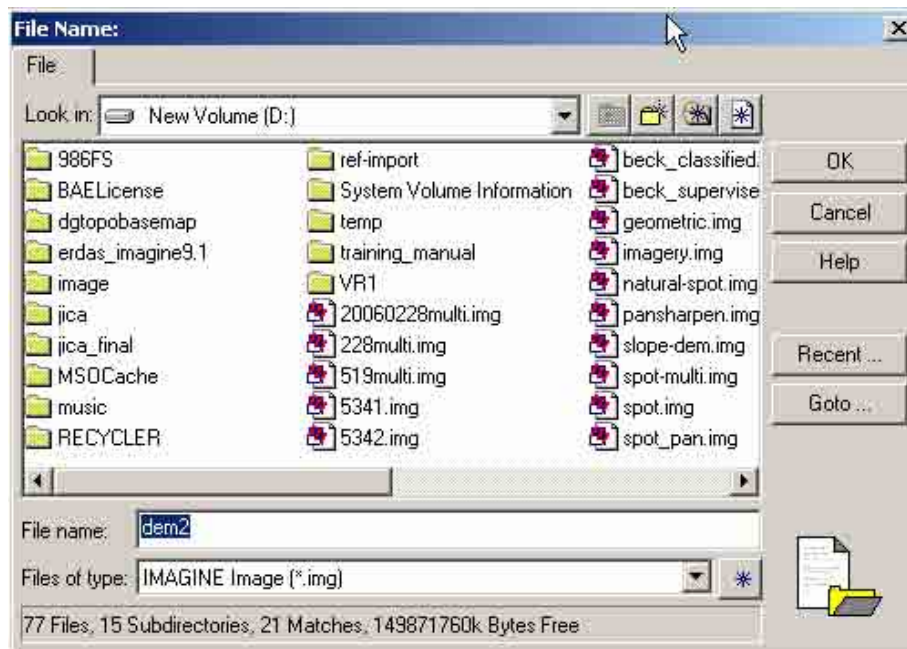 File Name:
File
Look in: New Volume (D:)
986FS
BAELicense
dgtopobasemap
erdas_imagine9.1
image
jica
jica_final
MSOCache
music
RECYCLER
ref-import
System Volume Information
temp
training_manual
VR1
20060228multi.img
228multi.img
519multi.img
5341.img
5342.img
beck_classified.
beck_supervise
geometric.img
imagery.img
natural-spot.img
pansharpen.img
slope-dem.img
spot-multi.img
spot.img
spot_pan.img
OK
Cancel
Help
Recent ...
Goto ...
File name: dem2
Files of type: IMAGINE Image (*.img)
77 Files, 15 Subdirectories, 21 Matches, 149871760k Bytes Free